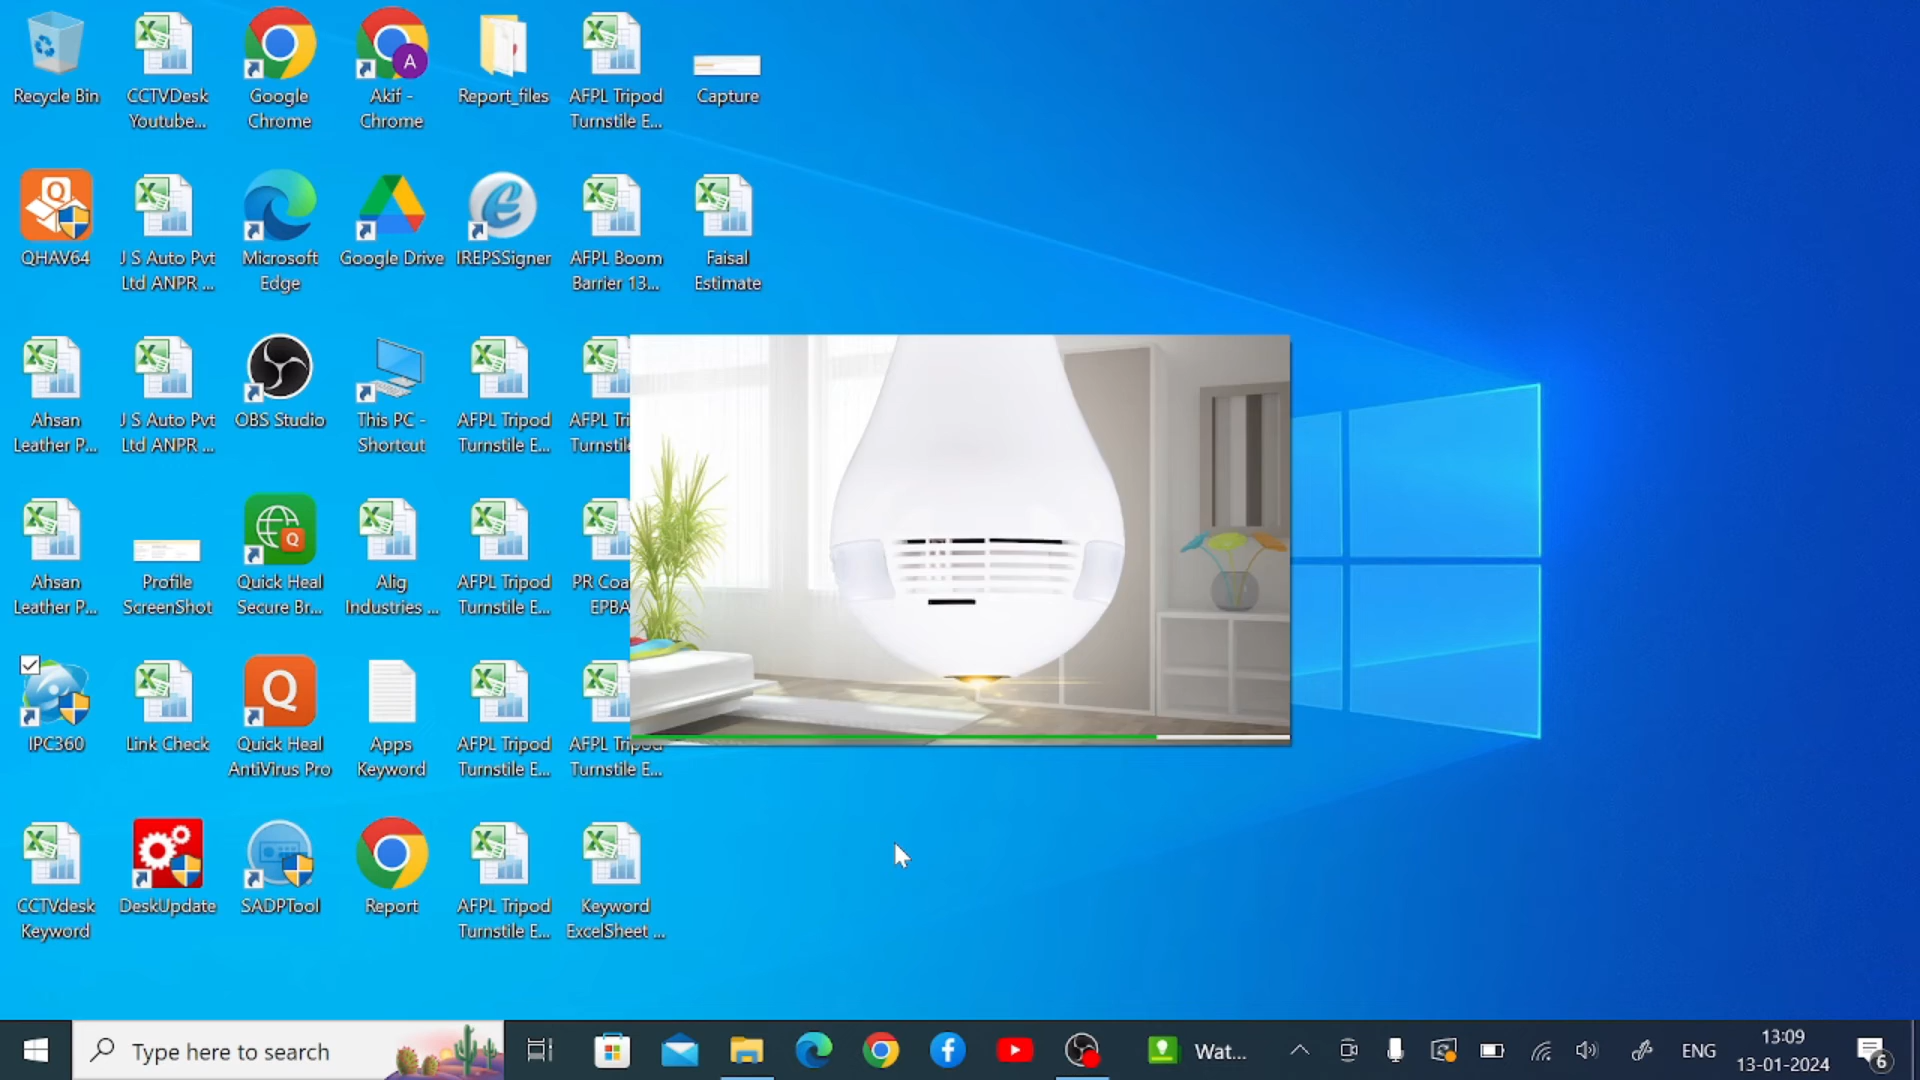 Recycle Bin
CCTVDesk
Youtube...
Google
Chrome
A
Akif -
Chrome
Report_files
AFPL Tripod
Turnstile E...
Capture
QHAV64
J S Auto Pvt
Ltd ANPR ...
Microsoft
Edge
Google Drive
IREPSSigner
AFPL Boom
Barrier 13...
Faisal
Estimate
Ahsan
Leather P...
J S Auto Pvt
Ltd ANPR ...
OBS Studio
This PC -
Shortcut
AFPL Tripod
Turnstile E...
AFPL Tri
Turnstil
Ahsan
Leather P...
Profile
ScreenShot
Quick Heal
Secure Br...
Alig
Industries ...
AFPL Tripod
Turnstile E...
PR Coa
EPBA
IPC360
Link Check
Quick Heal
AntiVirus Pro
Apps
Keyword
AFPL Tripod
Turnstile E...
AFPL Tripod
Turnstile E...
CCTVdesk
Keyword
DeskUpdate
SADPTool
Report
AFPL Tripod
Turnstile E...
Keyword
ExcelSheet ...
Type here to search
Wat...
ENG
13:09
13-01-2024
6